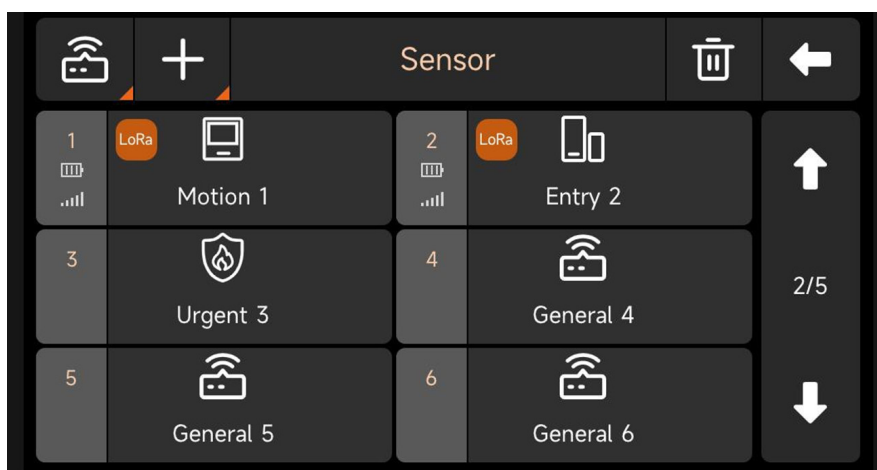 Sensor
1
LoRa
Motion 1
2
LoRa
Entry 2
3
Urgent 3
4
General 4
2/5
5
General 5
6
General 6